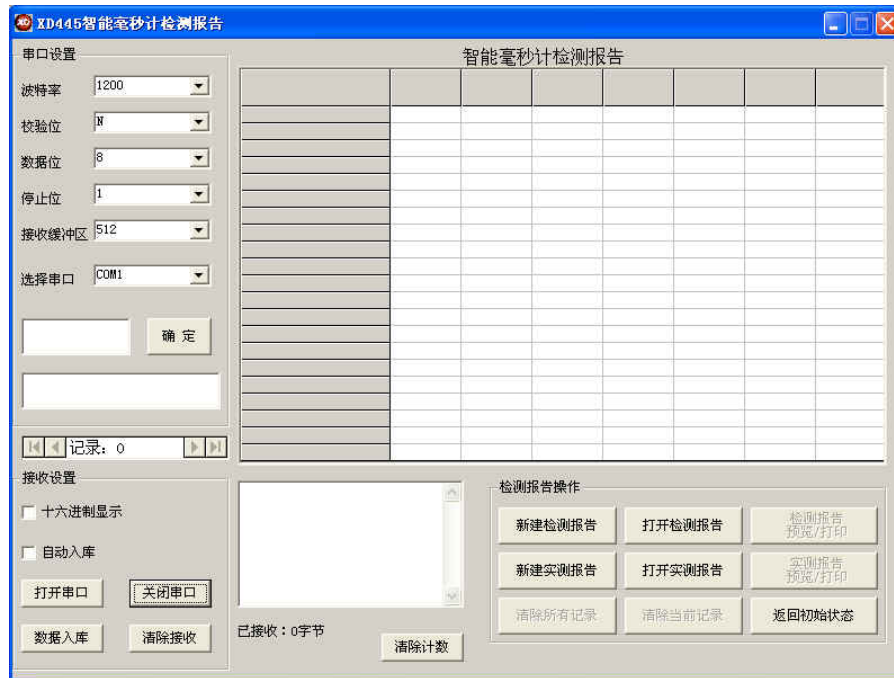 XD445智能毫秒计检测报告
串口设置
波特率 1200
校验位 N
数据位 8
停止位 1
接收缓冲区 512
选择串口 COM1
确 定
记录: 0
接收设置
十六进制显示
自动入库
打开串口 关闭串口
数据入库 清除接收
智能毫秒计检测报告
已接收:0字节
清除计数
检测报告操作
新建检测报告 打开检测报告 检测报告
预览/打印
新建实测报告 打开实测报告 实测报告
预览/打印
清除所有记录 清除当前记录 返回初始状态